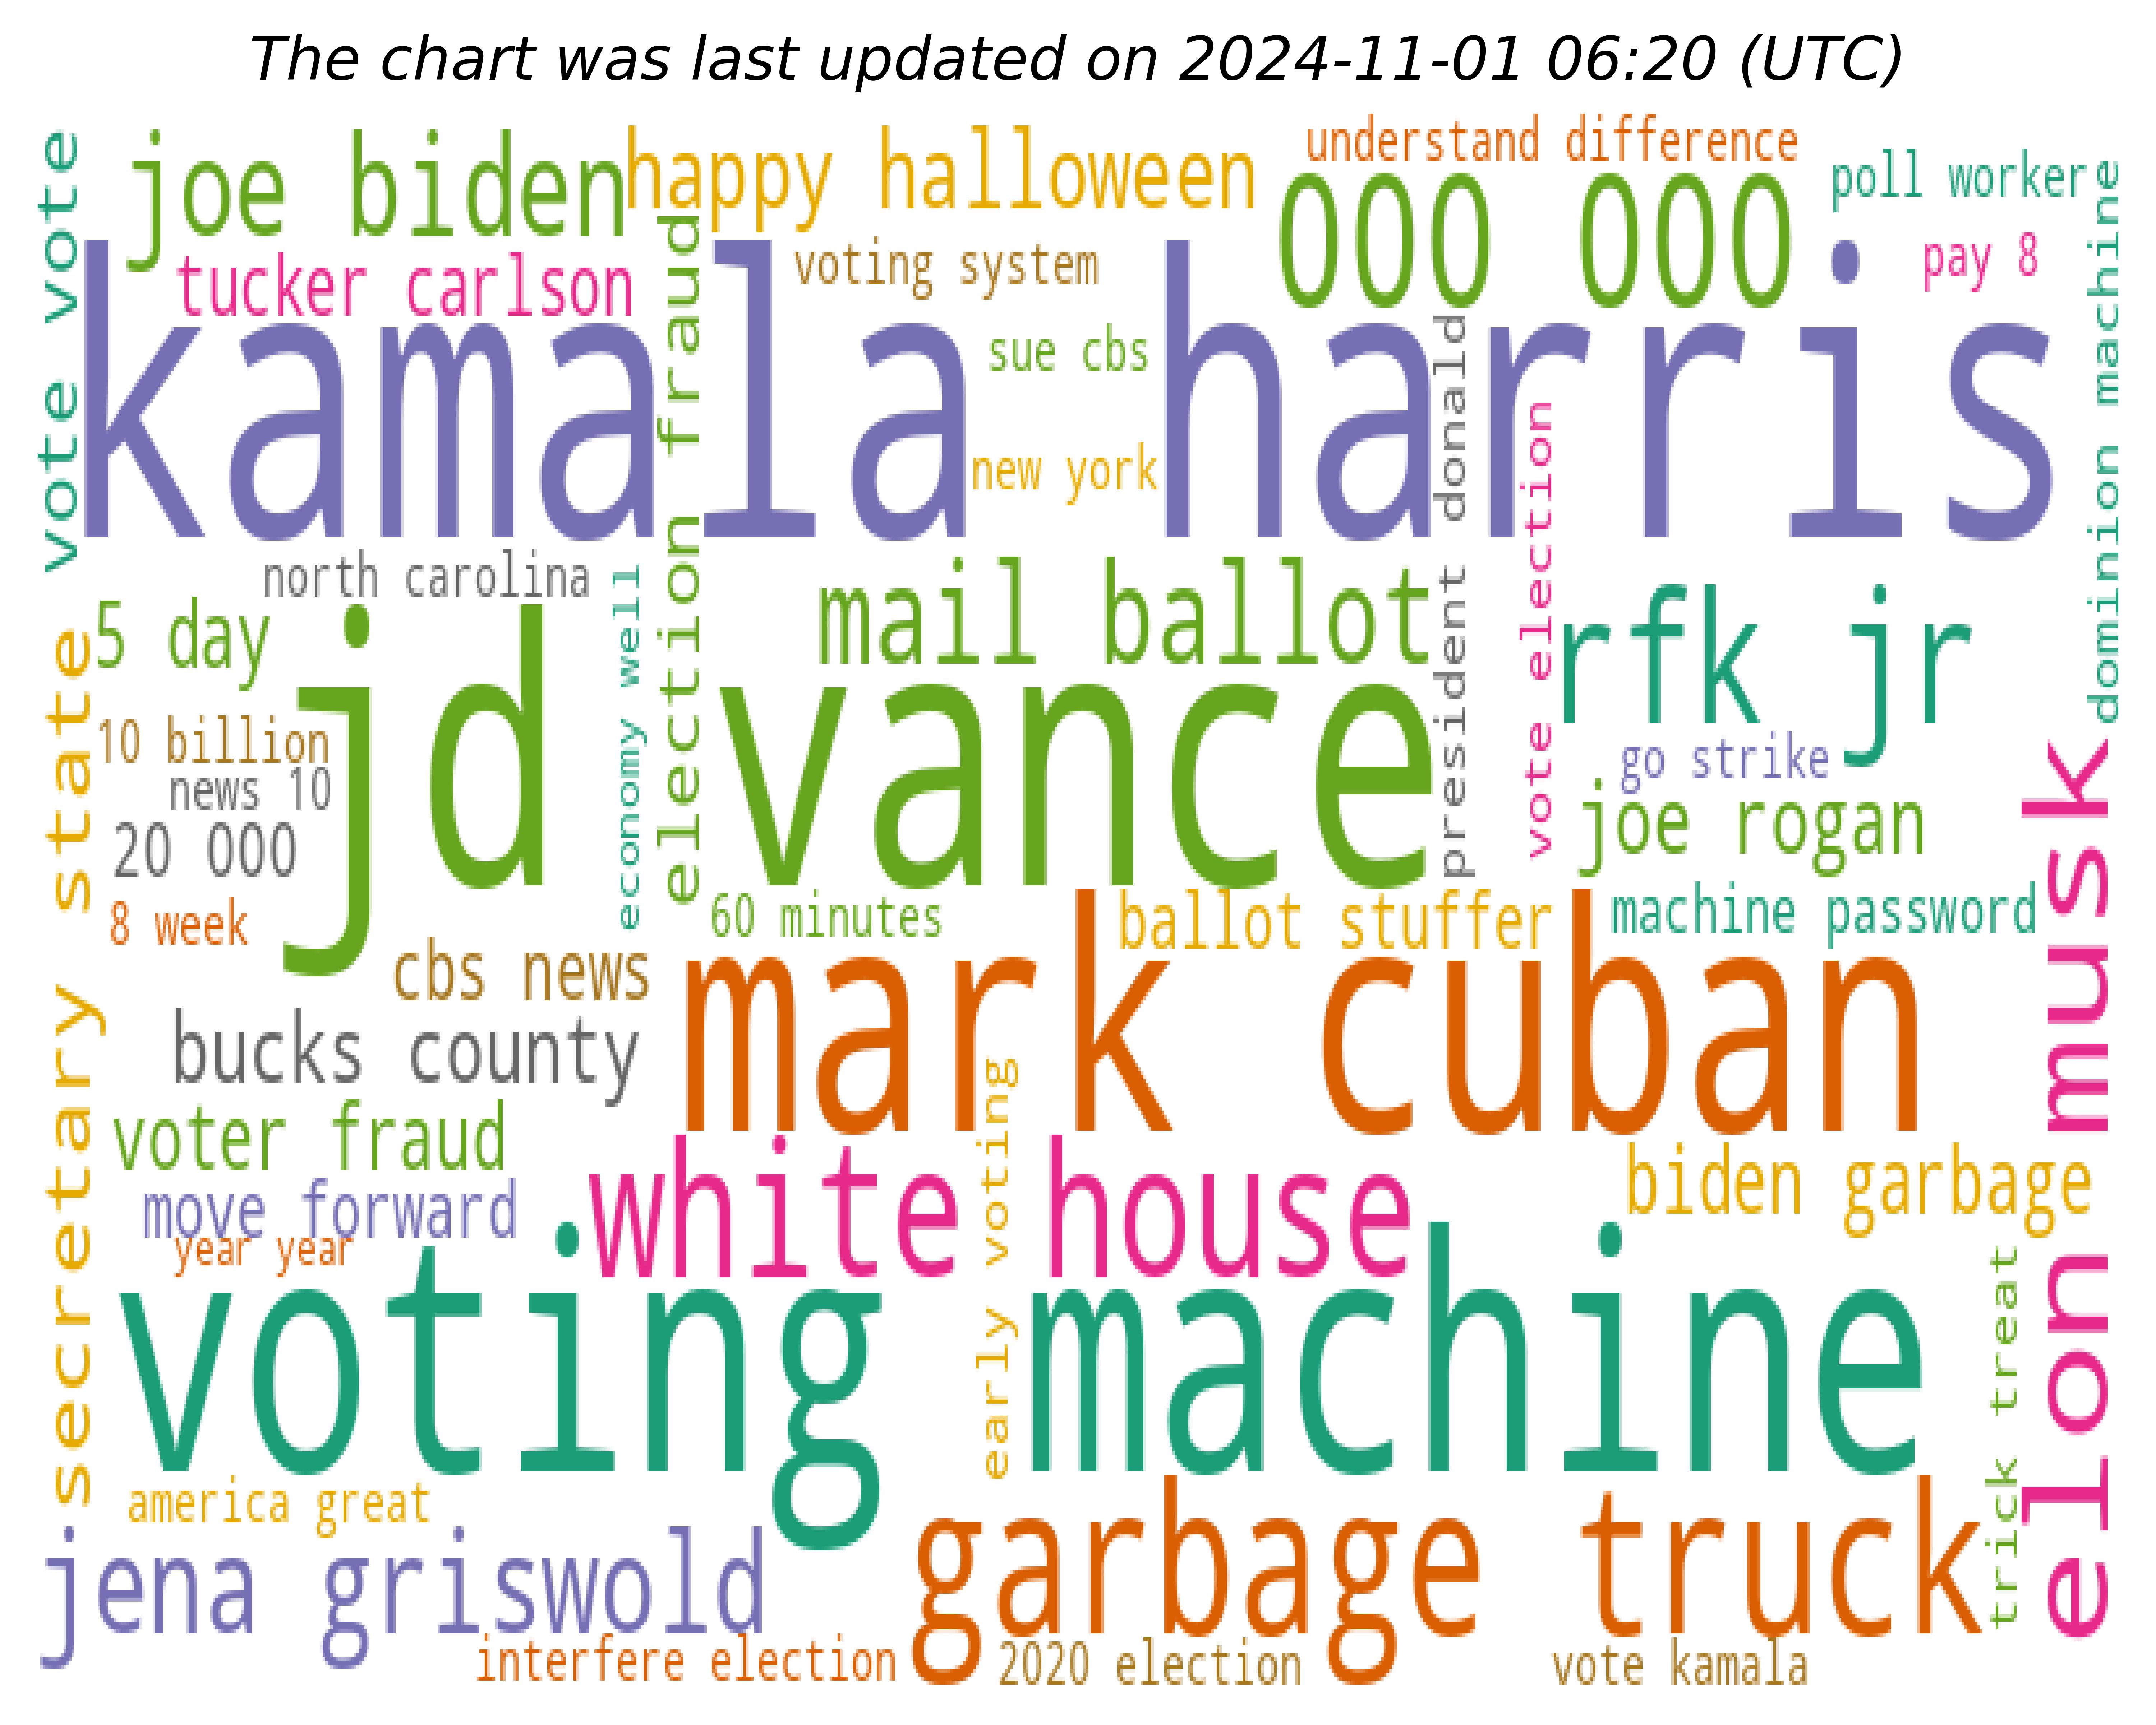 The chart was last updated on 2024-11-01 06:20 (UTC)
vote vote
joe biden
happy halloween
understand difference
poll worker
000 000
tucker carlson
voting system
pay 8
dominion machine
kamala harris
sue cbs
new york
election fraud
president donald
vote election
north carolina
economy well
mail ballot
rfk jr
5 day
jd vance
secretary state
10 billion
news 10
20 000
go strike
joe rogan
elon musk
8 week
60 minutes
ballot stuffer
machine password
cbs news
mark cuban
bucks county
early voting
voter fraud
white house
biden garbage
move forward
year year
voting machine
trick treat
america great
garbage truck
jena griswold
interfere election
2020 election
vote kamala